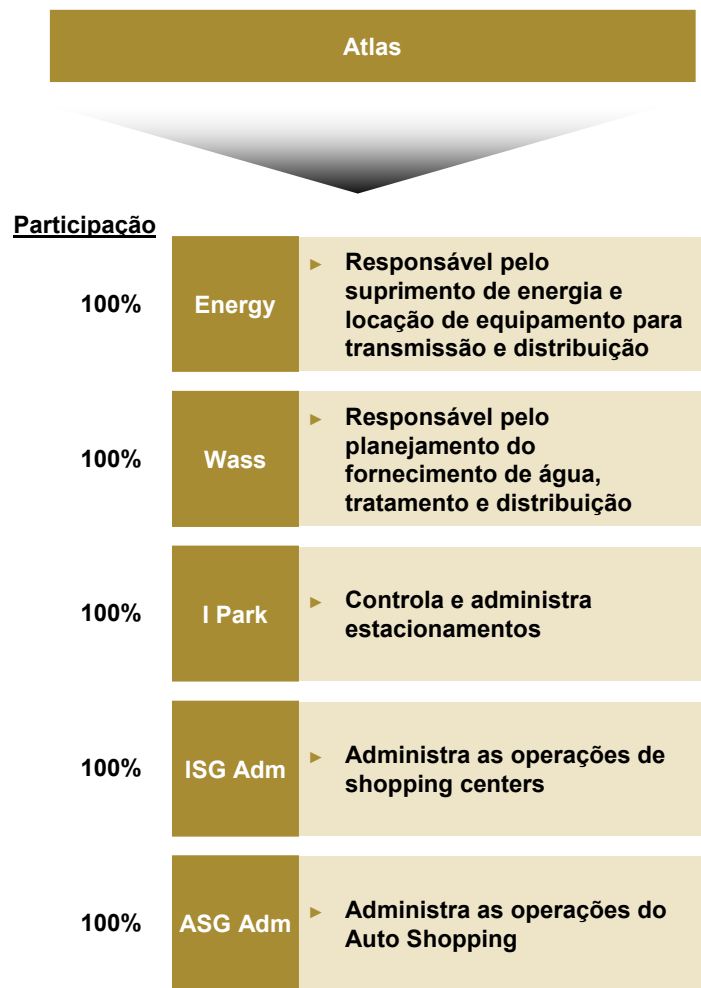 Atlas
Participação
100%
Energy
► Responsável pelo
suprimento de energia e
locação de equipamento para
transmissão e distribuição
100%
Wass
► Responsável pelo
planejamento do
fornecimento de água,
tratamento e distribuição
100%
I Park
► Controla e administra
estacionamentos
100%
ISG Adm
► Administra as operações de
shopping centers
100%
ASG Adm
► Administra as operações do
Auto Shopping